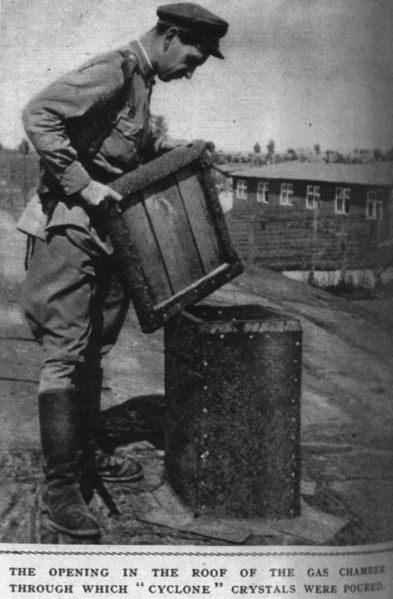 THE OPENING IN THE ROOF OF THE GAS CHAMBER
THROUGH WHICH "CYCLONE" CRYSTALS WERE POURED.